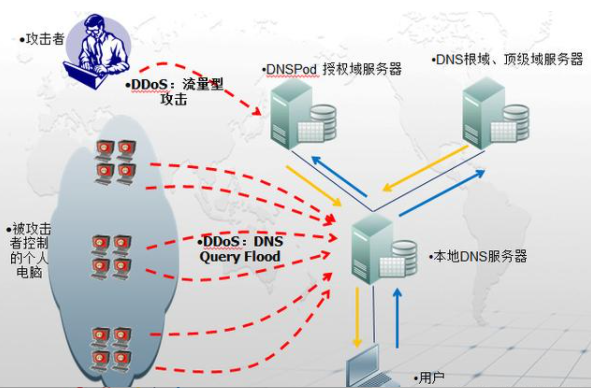 •攻击者
•DDoS：流量型
攻击
•DNSPod 授权域服务器
•DNS根域、顶级域服务器
•被攻击
者控制
的个人
电脑
•DDoS：DNS
Query Flood
•本地DNS服务器
•用户